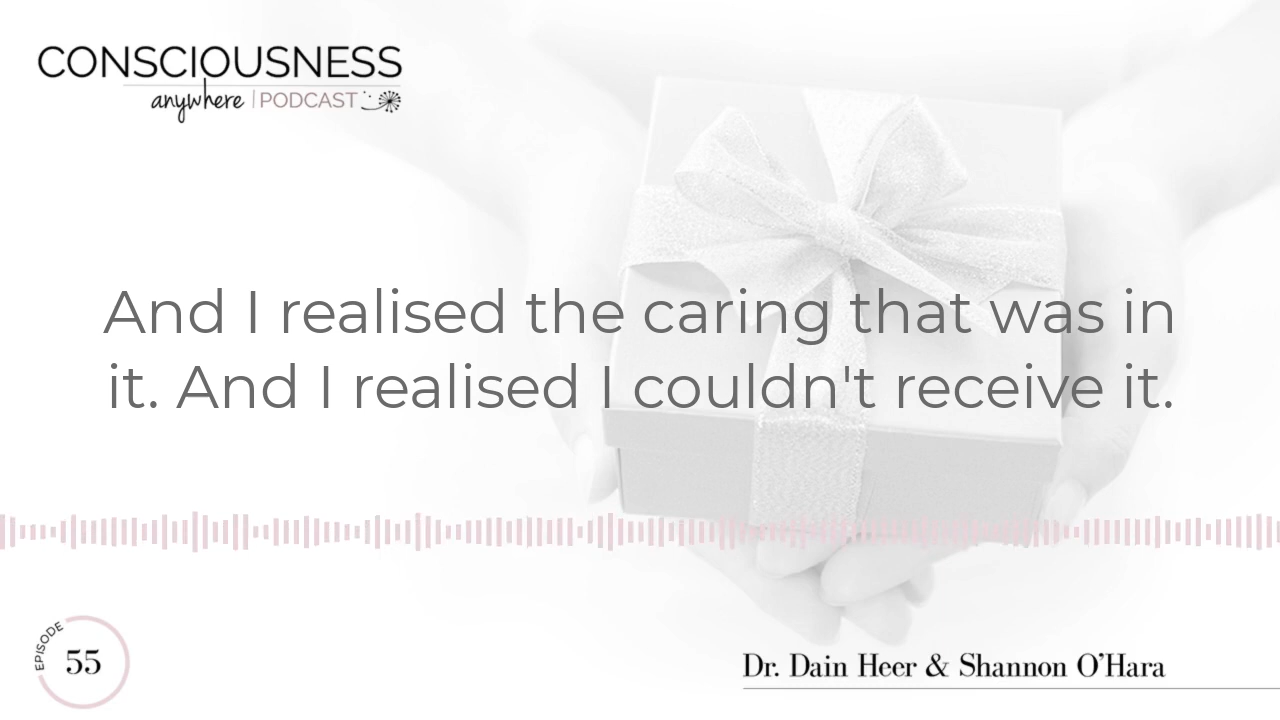 CONSCIOUSNESS
anywhere | PODCAST
And I realised the caring that was in
it. And I realised I couldn't receive it.
EPISODE
55
Dr. Dain Heer & Shannon O'Hara